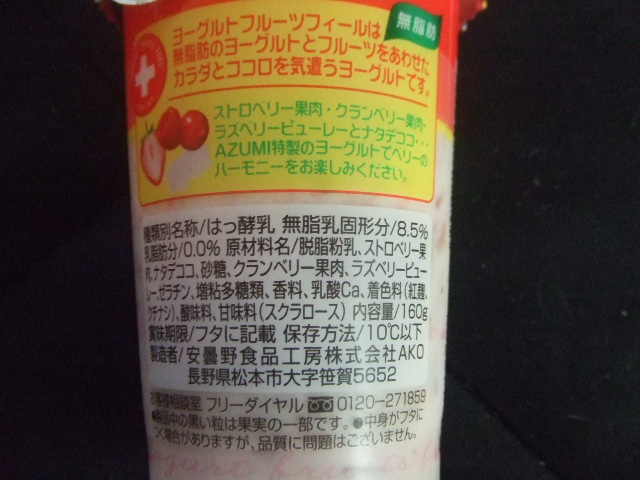 ヨーグルトフルーツフィールは
無脂肪のヨーグルトとフルーツをあわせた
カラダとココロを気遣うヨーグルトです。
無脂肪
ストロベリー果肉・クランベリー果肉・
ラズベリーピューレーとナタデココ・・・
AZUMI特製のヨーグルトでベリーの
ハーモニーをお楽しみください。
種類別名称/はっ酵乳 無脂乳固形分/8.5%
乳脂肪分/0.0% 原材料名/脱脂粉乳、ストロベリー果
肉、ナタデココ、砂糖、クランベリー果肉、ラズベリーピュー
レー、ゼラチン、増粘多糖類、香料、乳酸Ca、着色料(紅麹、
クチナシ)、酸味料、甘味料(スクラロース) 内容量/160g
賞味期限/フタに記載 保存方法/10℃以下
製造者/安曇野食品工房株式会社AKO
長野県松本市大字笹賀5652
お客様相談室 フリーダイヤル 0120-271859
●製品中の黒い粒は果実の一部です。●中身がフタに
つく場合がありますが、品質に問題はございません。